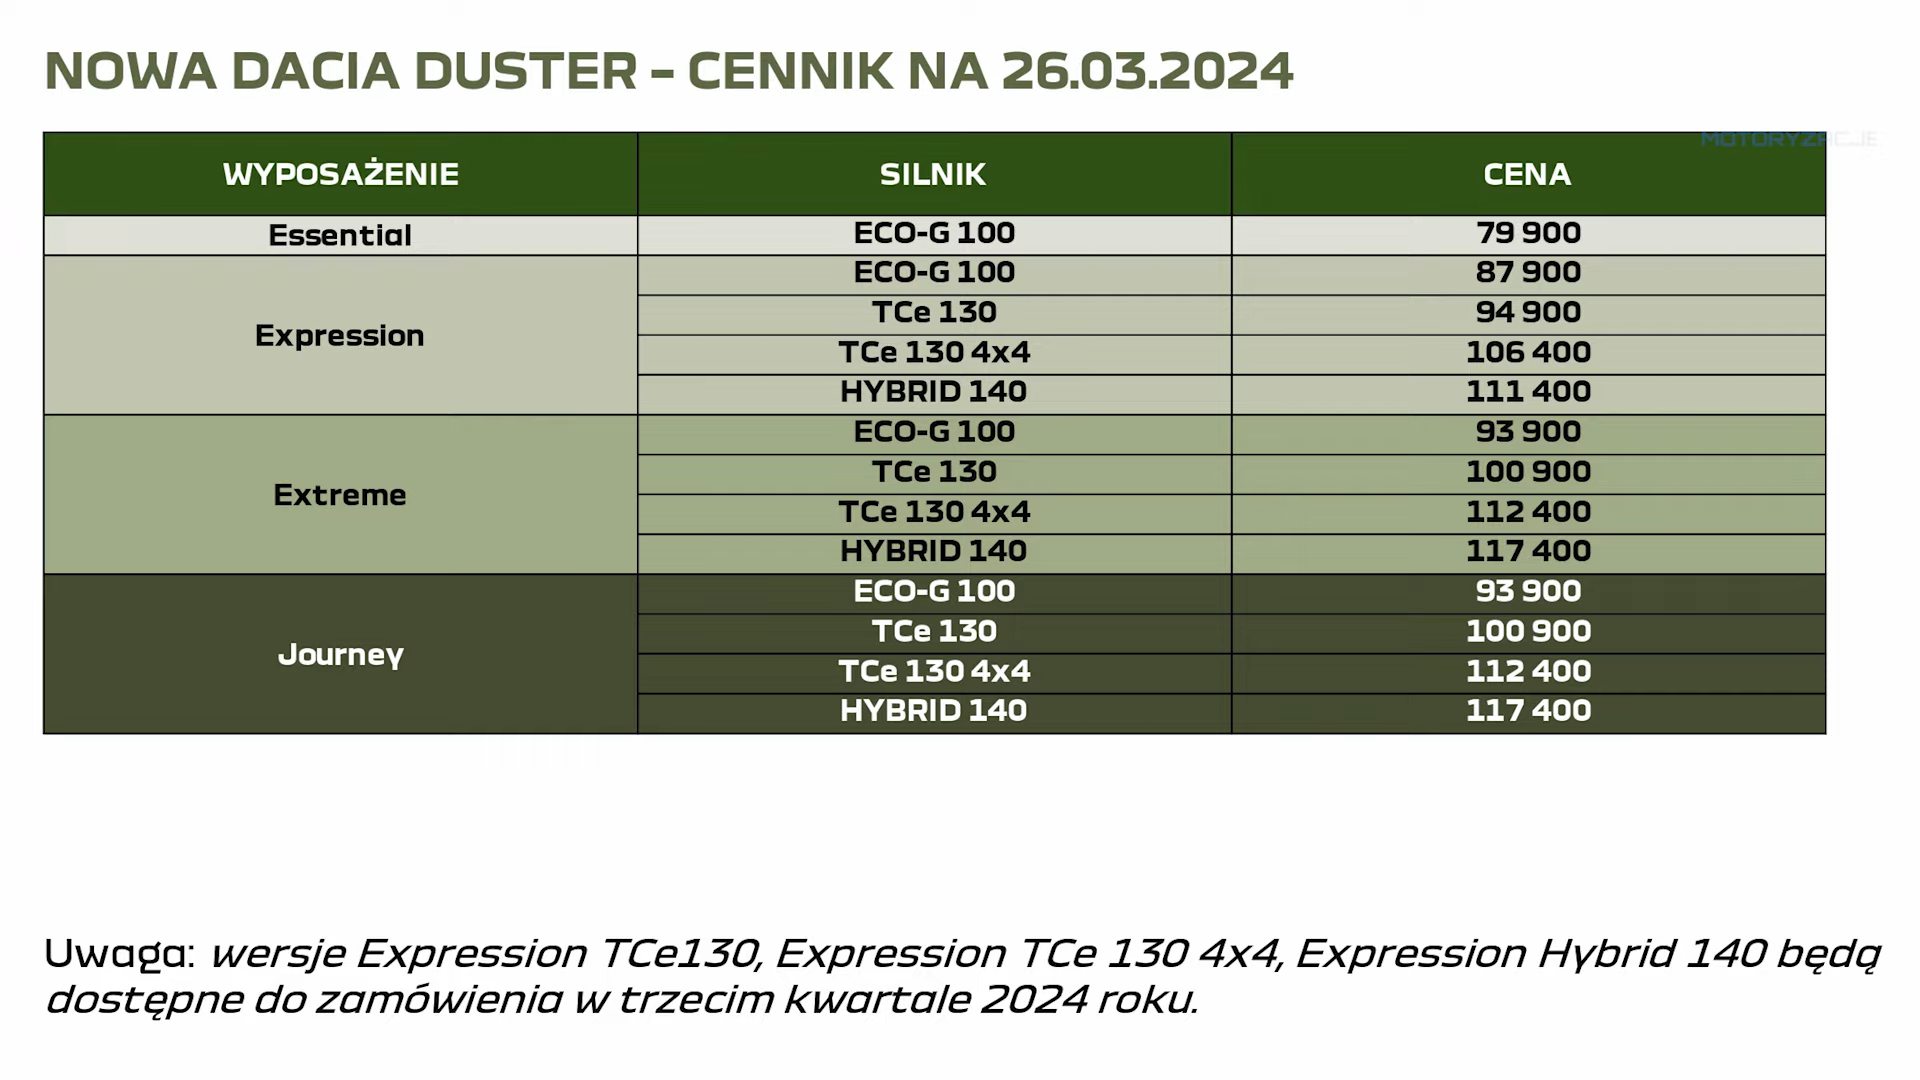 NOWA DACIA DUSTER - CENNIK NA 26.03.2024
MOTORYZACJE
WYPOSAŻENIE SILNIK CENA
Essential ECO-G 100 79 900
Expression ECO-G 100 87 900
TCe 130 94 900
TCe 130 4x4 106 400
HYBRID 140 111 400
Extreme ECO-G 100 93 900
TCe 130 100 900
TCe 130 4x4 112 400
HYBRID 140 117 400
Journey ECO-G 100 93 900
TCe 130 100 900
TCe 130 4x4 112 400
HYBRID 140 117 400
Uwaga: wersje Expression TCe130, Expression TCe 130 4x4, Expression Hybrid 140 będą
dostępne do zamówienia w trzecim kwartale 2024 roku.